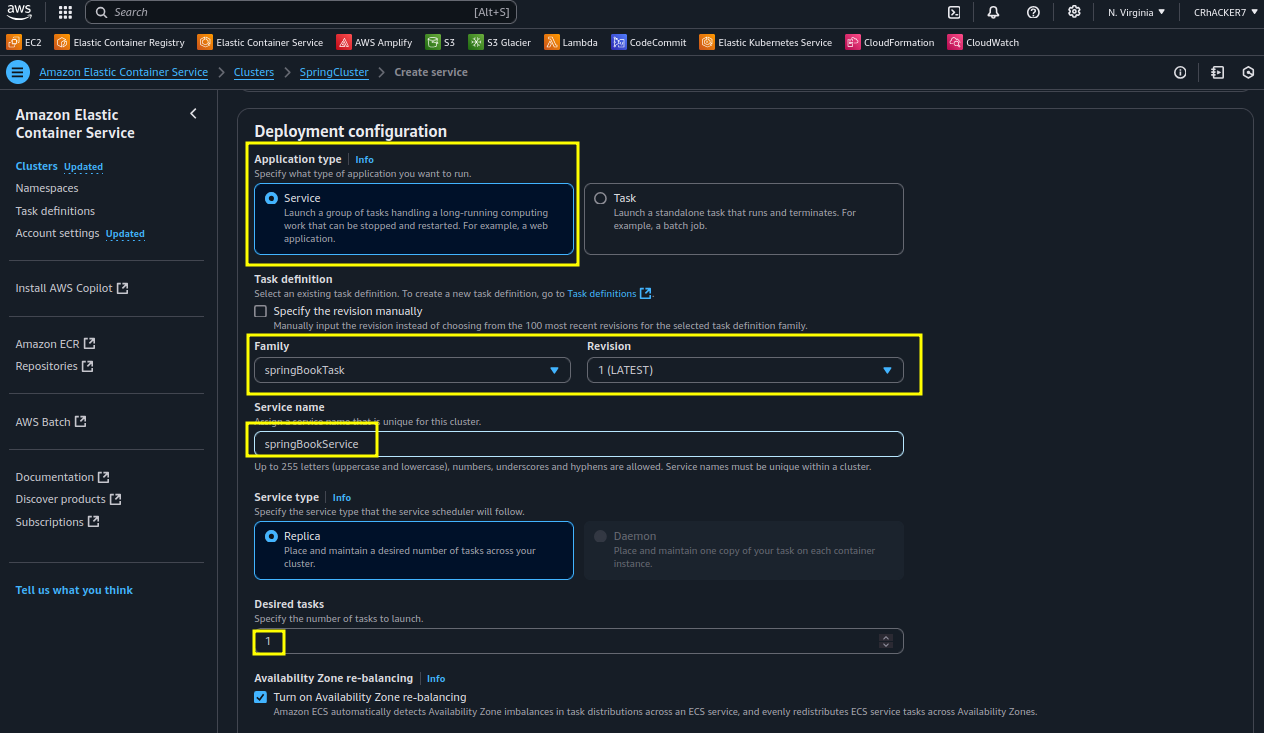 aws
Search [Alt+S]
N. Virginia CRhACKER7
EC2 Elastic Container Registry Elastic Container Service AWS Amplify S3 S3 Glacier Lambda CodeCommit Elastic Kubernetes Service CloudFormation CloudWatch
Amazon Elastic Container Service Clusters SpringCluster Create service
Amazon Elastic
Container Service
Clusters Updated
Namespaces
Task definitions
Account settings Updated
Install AWS Copilot
Amazon ECR
Repositories
AWS Batch
Documentation
Discover products
Subscriptions
Tell us what you think
Deployment configuration
Application type Info
Specify what type of application you want to run.
Service
Launch a group of tasks handling a long-running computing
work that can be stopped and restarted. For example, a web
application.
Task
Launch a standalone task that runs and terminates. For
example, a batch job.
Task definition
Select an existing task definition. To create a new task definition, go to Task definitions.
Specify the revision manually
Manually input the revision instead of choosing from the 100 most recent revisions for the selected task definition family.
Family
springBookTask
Revision
1 (LATEST)
Service name
Assign a service name that is unique for this cluster.
springBookService
Up to 255 letters (uppercase and lowercase), numbers, underscores and hyphens are allowed. Service names must be unique within a cluster.
Service type Info
Specify the service type that the service scheduler will follow.
Replica
Place and maintain a desired number of tasks across your
cluster.
Daemon
Place and maintain one copy of your task on each container
instance.
Desired tasks
Specify the number of tasks to launch.
1
Availability Zone re-balancing Info
Turn on Availability Zone re-balancing
Amazon ECS automatically detects Availability Zone imbalances in task distributions across an ECS service, and evenly redistributes ECS service tasks across Availability Zones.